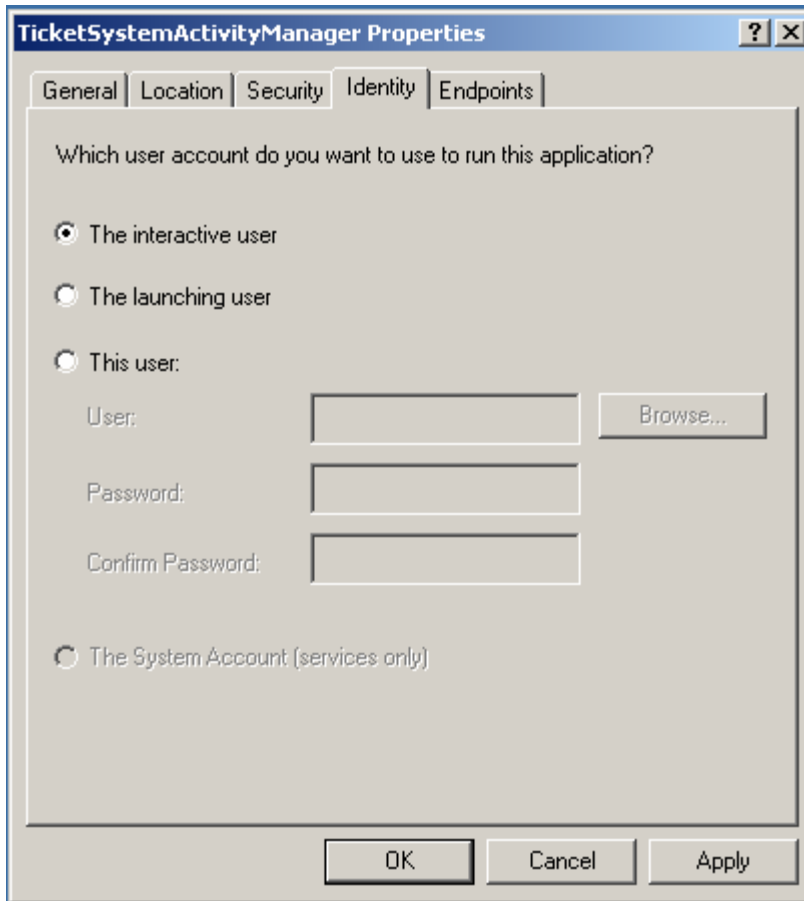 TicketSystemActivityManager Properties
General Location Security Identity Endpoints
Which user account do you want to use to run this application?
The interactive user
The launching user
This user:
User: Browse...
Password:
Confirm Password:
The System Account (services only)
OK Cancel Apply